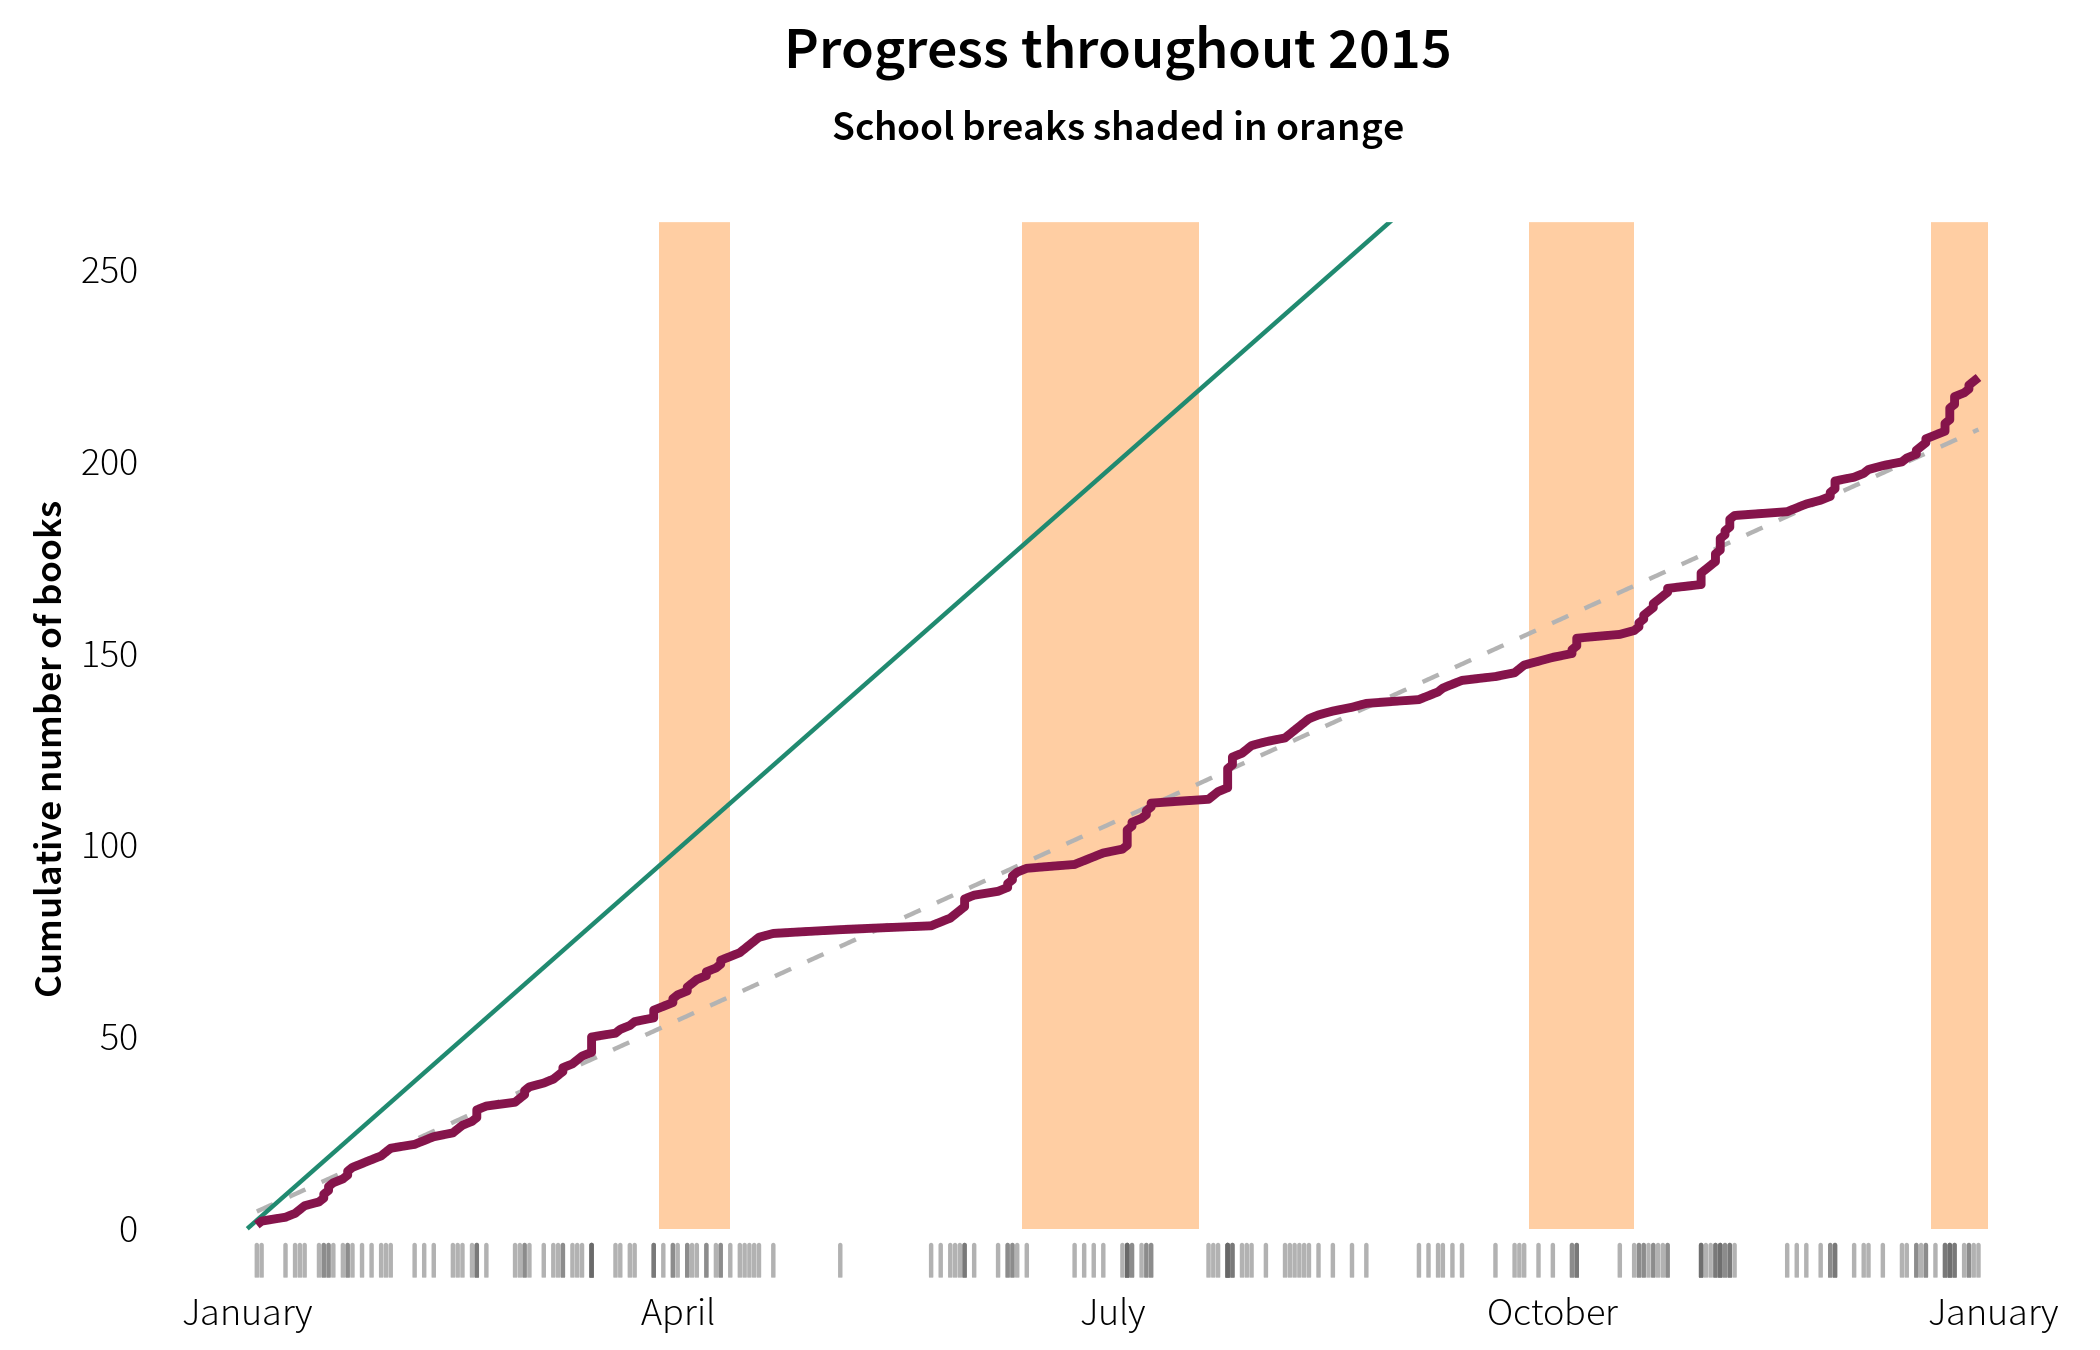 Progress throughout 2015
School breaks shaded in orange
Cumulative number of books
250
200
150
100
50
0
January
April
July
October
January